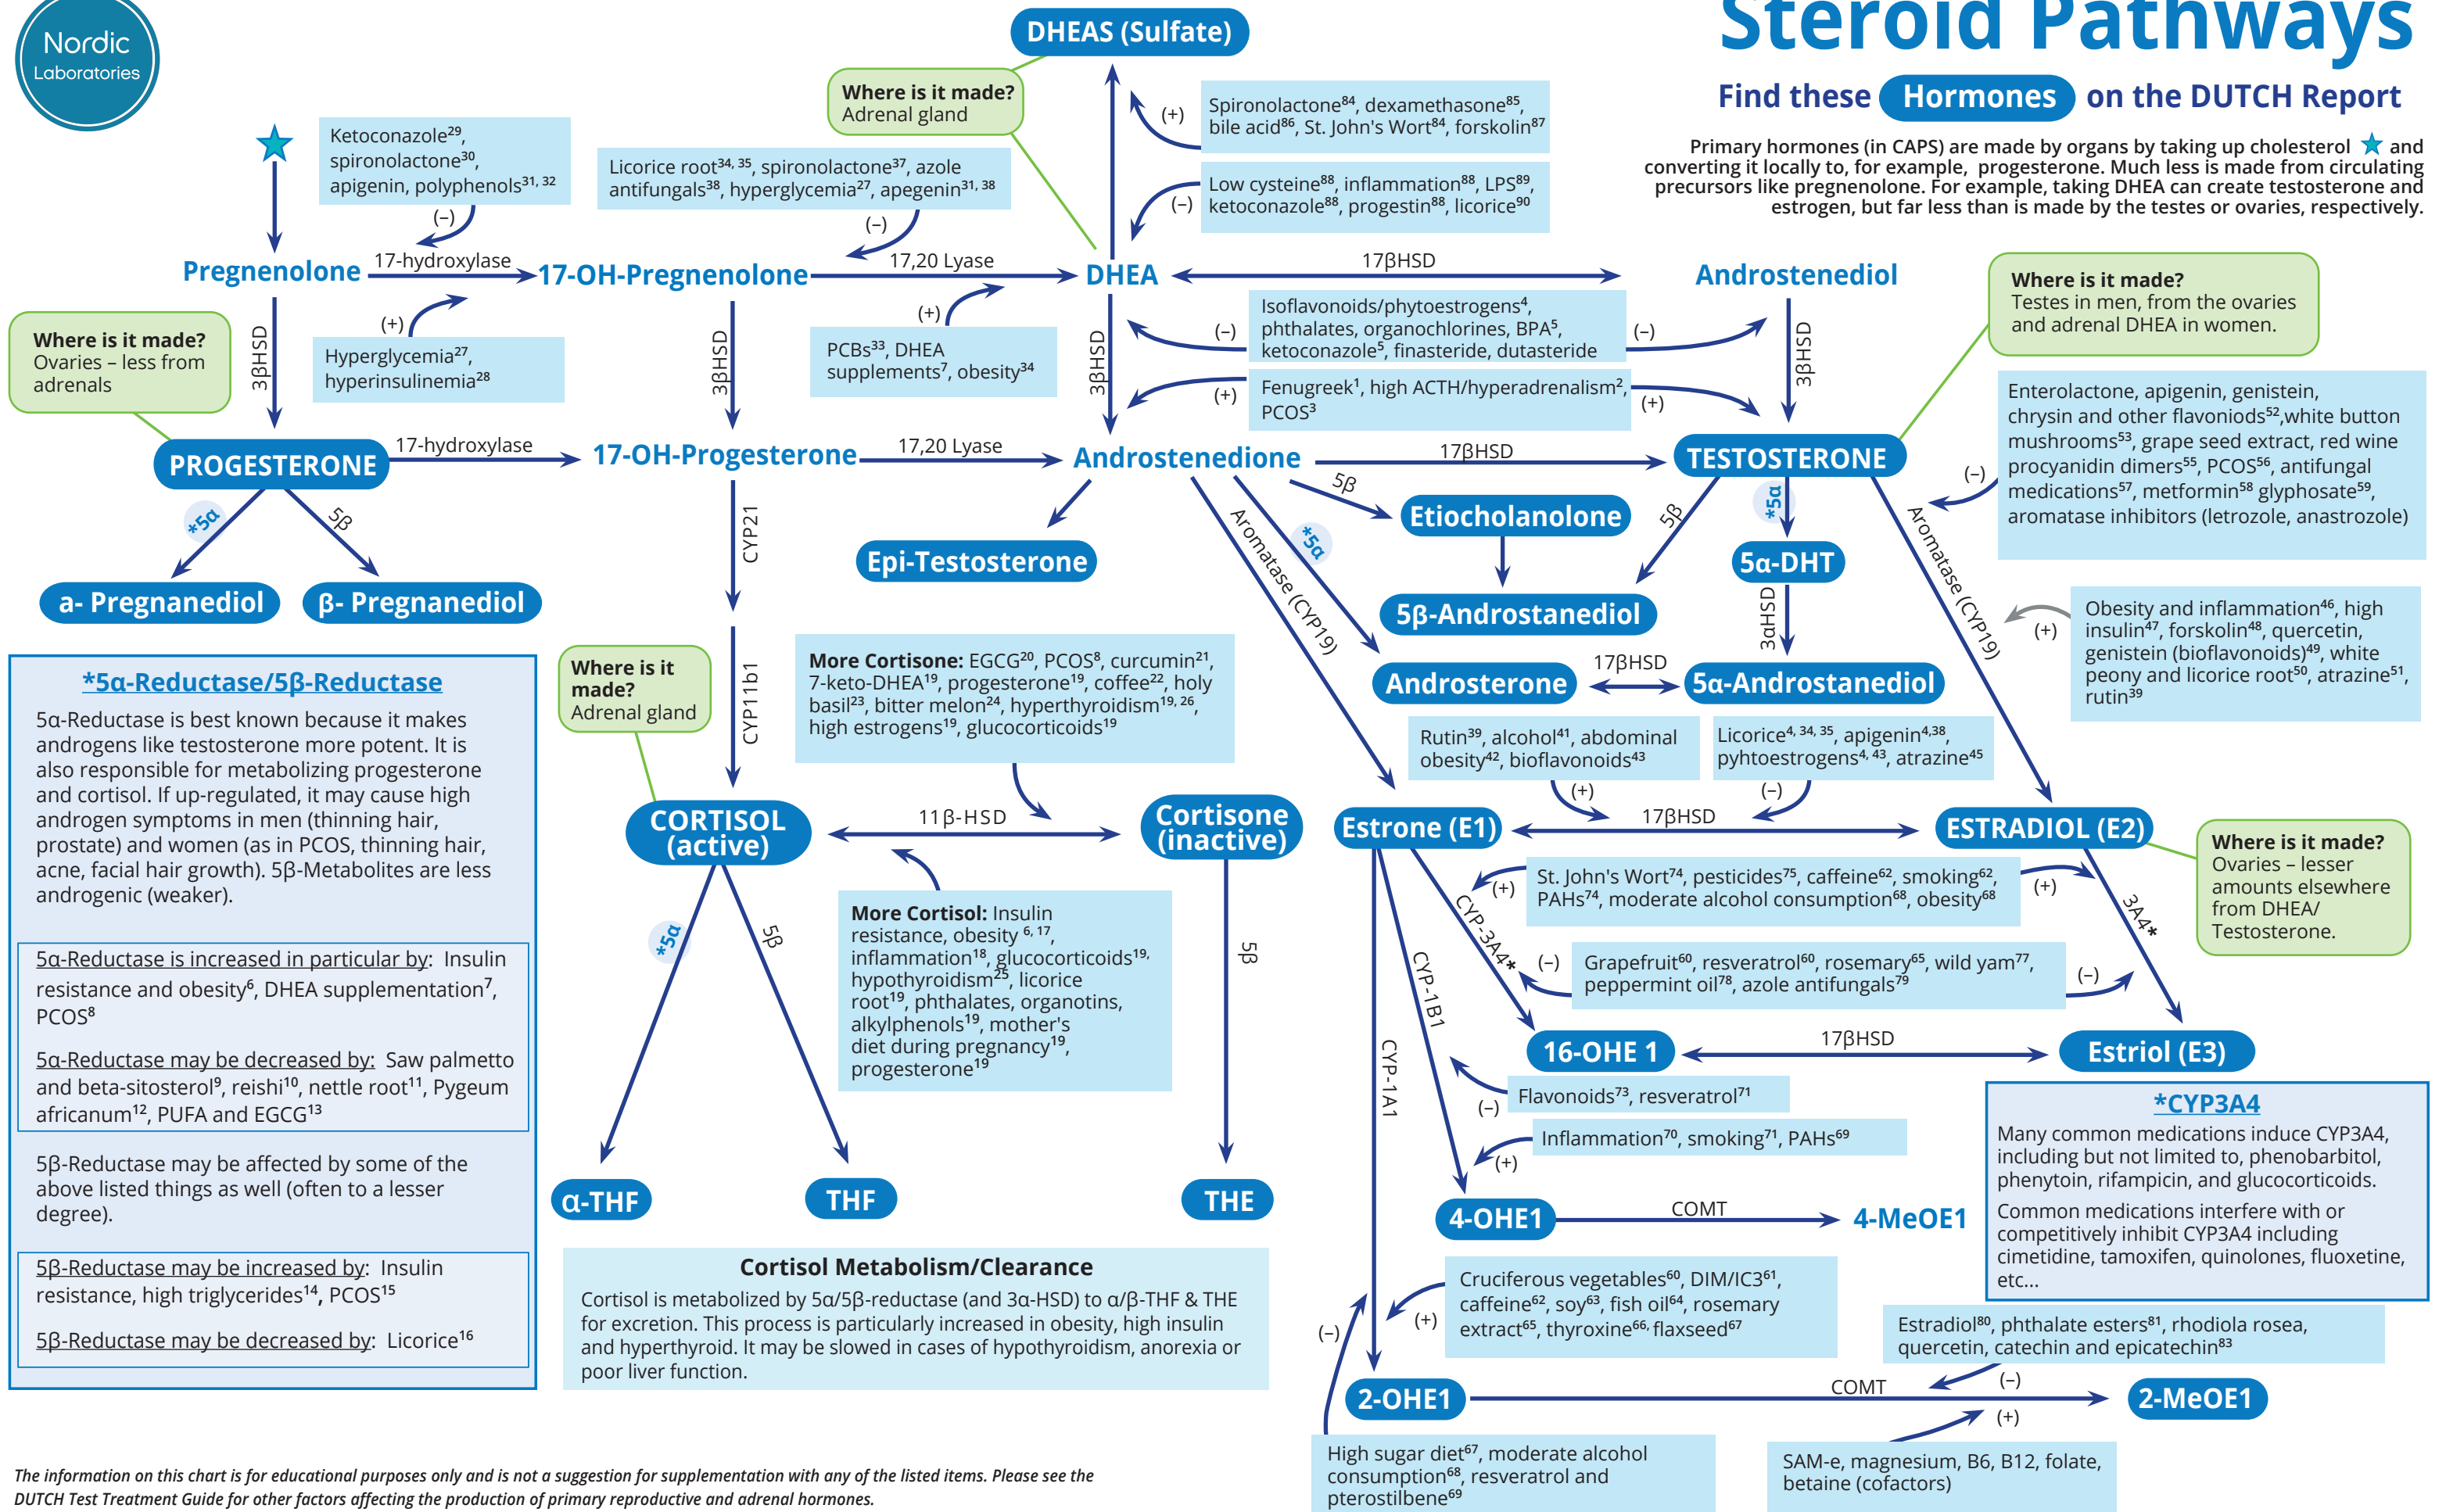 Nordic
Laboratories
Steroid Pathways
Find these Hormones on the DUTCH Report
Primary hormones (in CAPS) are made by organs by taking up cholesterol and
converting it locally to, for example, progesterone. Much less is made from circulating
precursors like pregnenolone. For example, taking DHEA can create testosterone and
estrogen, but far less than is made by the testes or ovaries, respectively.
DHEAS (Sulfate)
Where is it made?
Adrenal gland
(+)
Spironolactone⁸⁴, dexamethasone⁸⁵,
bile acid⁸⁶, St. John's Wort⁸⁴, forskolin⁸⁷
(–)
Low cysteine⁸⁸, inflammation⁸⁸, LPS⁸⁹,
ketoconazole⁸⁸, progestin⁸⁸, licorice⁹⁰
Ketoconazole²⁹,
spironolactone³⁰,
apigenin, polyphenols³¹, ³²
(–)
Licorice root³⁴, ³⁵, spironolactone³⁷, azole
antifungals³⁸, hyperglycemia²⁷, apegenin³¹, ³⁸
(–)
Pregnenolone
17-hydroxylase
17-OH-Pregnenolone
17,20 Lyase
DHEA
17βHSD
Androstenediol
Where is it made?
Testes in men, from the ovaries
and adrenal DHEA in women.
Where is it made?
Ovaries – less from
adrenals
3βHSD
(+)
Hyperglycemia²⁷,
hyperinsulinemia²⁸
3βHSD
(+)
PCBs³³, DHEA
supplements⁷, obesity³⁴
3βHSD
(–)
Isoflavonoids/phytoestrogens⁴,
phthalates, organochlorines, BPA⁵,
ketoconazole⁵, finasteride, dutasteride
(–)
3βHSD
(+)
Fenugreek¹, high ACTH/hyperadrenalism²,
PCOS³
(+)
Enterolactone, apigenin, genistein,
chrysin and other flavoniods⁵²,white button
mushrooms⁵³, grape seed extract, red wine
procyanidin dimers⁵⁵, PCOS⁵⁶, antifungal
medications⁵⁷, metformin⁵⁸ glyphosate⁵⁹,
aromatase inhibitors (letrozole, anastrozole)
(–)
PROGESTERONE
17-hydroxylase
17-OH-Progesterone
17,20 Lyase
Androstenedione
17βHSD
TESTOSTERONE
*5α
5β
a- Pregnanediol
β- Pregnanediol
CYP21
Epi-Testosterone
Aromatase (CYP19)
*5α
5β
Etiocholanolone
5β-Androstanediol
5β
*5α
5α-DHT
3αHSD
Aromatase (CYP19)
(+)
Obesity and inflammation⁴⁶, high
insulin⁴⁷, forskolin⁴⁸, quercetin,
genistein (bioflavonoids)⁴⁹, white
peony and licorice root⁵⁰, atrazine⁵¹,
rutin³⁹
Androsterone
17βHSD
5α-Androstanediol
*5α-Reductase/5β-Reductase
5α-Reductase is best known because it makes
androgens like testosterone more potent. It is
also responsible for metabolizing progesterone
and cortisol. If up-regulated, it may cause high
androgen symptoms in men (thinning hair,
prostate) and women (as in PCOS, thinning hair,
acne, facial hair growth). 5β-Metabolites are less
androgenic (weaker).
5α-Reductase is increased in particular by: Insulin
resistance and obesity⁶, DHEA supplementation⁷,
PCOS⁸
5α-Reductase may be decreased by: Saw palmetto
and beta-sitosterol⁹, reishi¹⁰, nettle root¹¹, Pygeum
africanum¹², PUFA and EGCG¹³
5β-Reductase may be affected by some of the
above listed things as well (often to a lesser
degree).
5β-Reductase may be increased by: Insulin
resistance, high triglycerides¹⁴, PCOS¹⁵
5β-Reductase may be decreased by: Licorice¹⁶
Where is it
made?
Adrenal gland
CYP11b1
More Cortisone: EGCG²⁰, PCOS⁸, curcumin²¹,
7-keto-DHEA¹⁹, progesterone¹⁹, coffee²², holy
basil²³, bitter melon²⁴, hyperthyroidism¹⁹, ²⁶,
high estrogens¹⁹, glucocorticoids¹⁹
CORTISOL
(active)
11β-HSD
Cortisone
(inactive)
More Cortisol: Insulin
resistance, obesity ⁶, ¹⁷,
inflammation¹⁸, glucocorticoids¹⁹,
hypothyroidism²⁵, licorice
root¹⁹, phthalates, organotins,
alkylphenols¹⁹, mother's
diet during pregnancy¹⁹,
progesterone¹⁹
*5α
5β
5β
α-THF
THF
THE
Cortisol Metabolism/Clearance
Cortisol is metabolized by 5α/5β-reductase (and 3α-HSD) to α/β-THF & THE
for excretion. This process is particularly increased in obesity, high insulin
and hyperthyroid. It may be slowed in cases of hypothyroidism, anorexia or
poor liver function.
Rutin³⁹, alcohol⁴¹, abdominal
obesity⁴², bioflavonoids⁴³
(+)
Licorice⁴, ³⁴, ³⁵, apigenin⁴,³⁸,
pyhtoestrogens⁴, ⁴³, atrazine⁴⁵
(–)
Estrone (E1)
17βHSD
ESTRADIOL (E2)
Where is it made?
Ovaries – lesser
amounts elsewhere
from DHEA/
Testosterone.
(+)
St. John's Wort⁷⁴, pesticides⁷⁵, caffeine⁶², smoking⁶²,
PAHs⁷⁴, moderate alcohol consumption⁶⁸, obesity⁶⁸
(+)
CYP-3A4*
3A4*
(–)
Grapefruit⁶⁰, resveratrol⁶⁰, rosemary⁶⁵, wild yam⁷⁷,
peppermint oil⁷⁸, azole antifungals⁷⁹
(–)
CYP-1B1
CYP-1A1
16-OHE 1
17βHSD
Estriol (E3)
(–)
Flavonoids⁷³, resveratrol⁷¹
Inflammation⁷⁰, smoking⁷¹, PAHs⁶⁹
(+)
4-OHE1
COMT
4-MeOE1
*CYP3A4
Many common medications induce CYP3A4,
including but not limited to, phenobarbitol,
phenytoin, rifampicin, and glucocorticoids.
Common medications interfere with or
competitively inhibit CYP3A4 including
cimetidine, tamoxifen, quinolones, fluoxetine,
etc...
(–)
(+)
Cruciferous vegetables⁶⁰, DIM/IC3⁶¹,
caffeine⁶², soy⁶³, fish oil⁶⁴, rosemary
extract⁶⁵, thyroxine⁶⁶, flaxseed⁶⁷
Estradiol⁸⁰, phthalate esters⁸¹, rhodiola rosea,
quercetin, catechin and epicatechin⁸³
(–)
2-OHE1
COMT
2-MeOE1
(+)
High sugar diet⁶⁷, moderate alcohol
consumption⁶⁸, resveratrol and
pterostilbene⁶⁹
SAM-e, magnesium, B6, B12, folate,
betaine (cofactors)
The information on this chart is for educational purposes only and is not a suggestion for supplementation with any of the listed items. Please see the
DUTCH Test Treatment Guide for other factors affecting the production of primary reproductive and adrenal hormones.